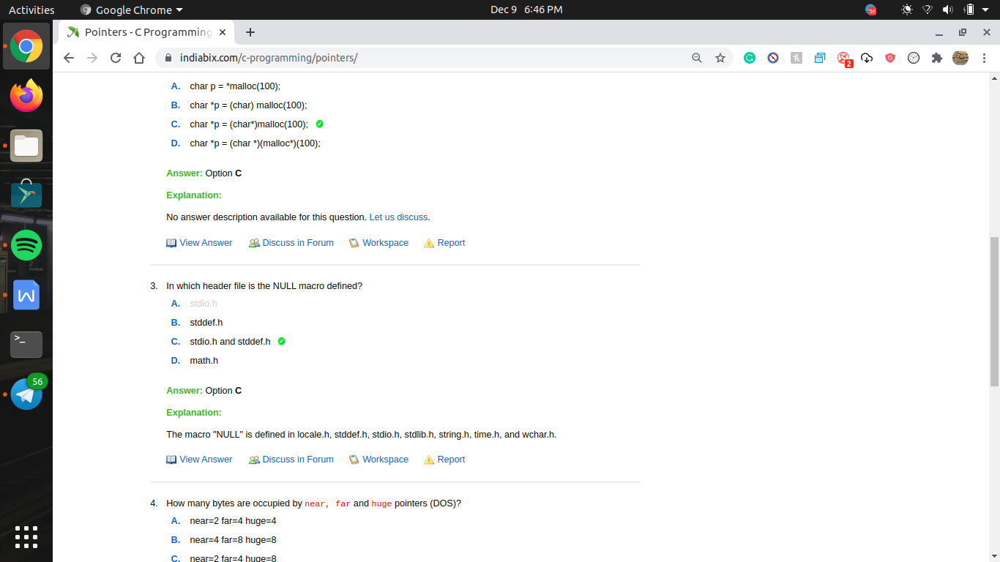 Activities Google Chrome Dec 9 6:46 PM 56
Pointers - C Programming
indiabix.com/c-programming/pointers/ 2
A. char p = *malloc(100);
B. char *p = (char) malloc(100);
C. char *p = (char*)malloc(100);
D. char *p = (char *)(malloc*)(100);
Answer: Option C
Explanation:
No answer description available for this question. Let us discuss.
View Answer Discuss in Forum Workspace Report
3. In which header file is the NULL macro defined?
A. stdio.h
B. stddef.h
C. stdio.h and stddef.h
D. math.h
Answer: Option C
Explanation:
The macro "NULL" is defined in locale.h, stddef.h, stdio.h, stdlib.h, string.h, time.h, and wchar.h.
View Answer Discuss in Forum Workspace Report
4. How many bytes are occupied by near, far and huge pointers (DOS)?
A. near=2 far=4 huge=4
B. near=4 far=8 huge=8
C. near=2 far=4 huge=8
2
Avenue
>_
56